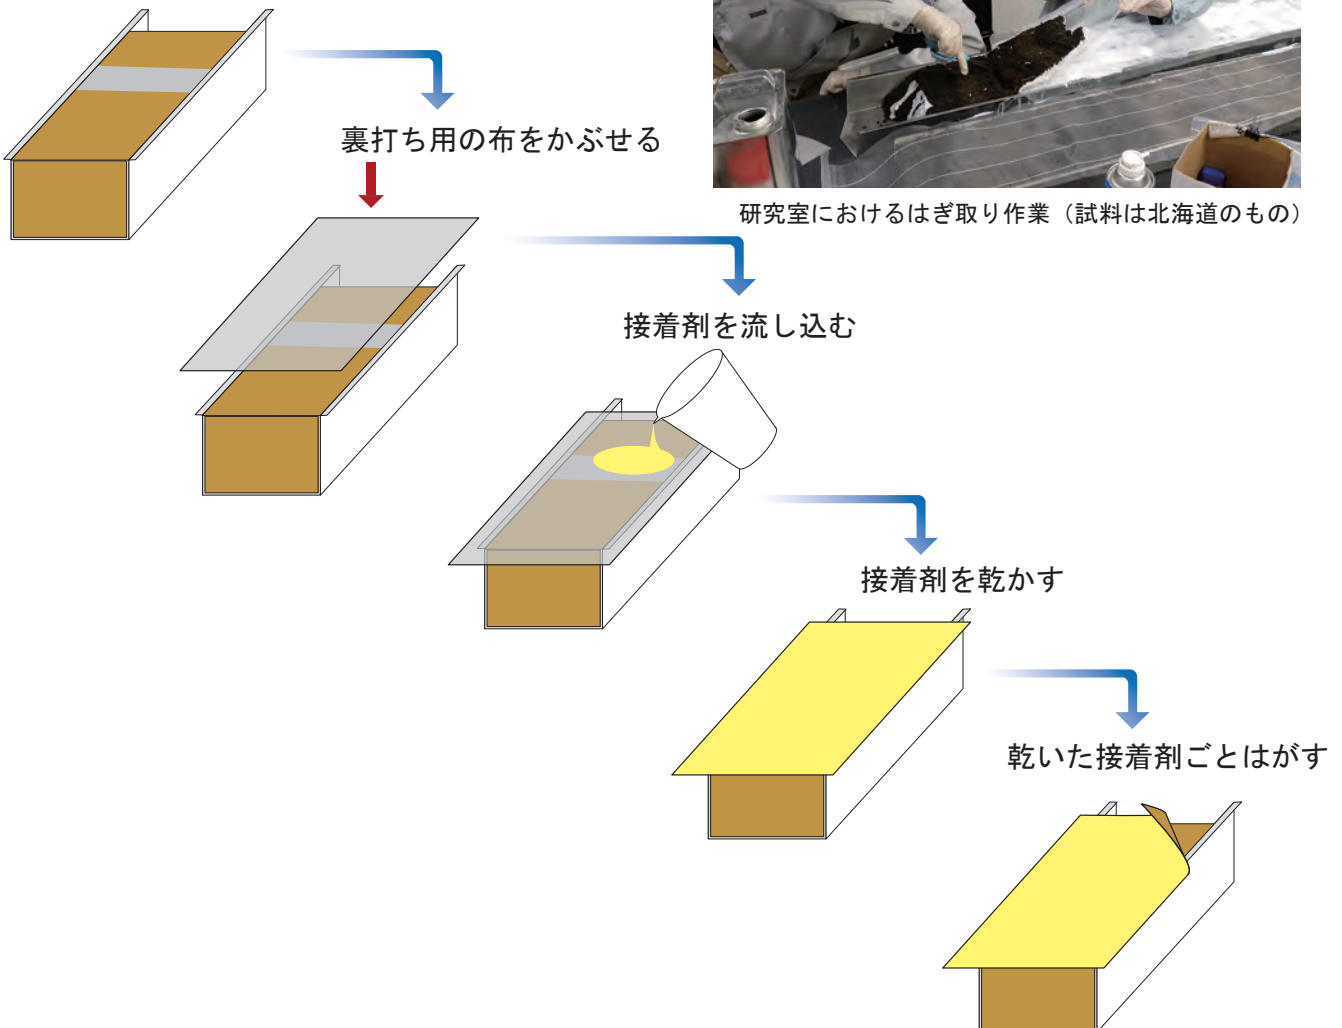 裏打ち用の布をかぶせる
研究室におけるはぎ取り作業（試料は北海道のもの）
接着剤を流し込む
接着剤を乾かす
乾いた接着剤ごとはがす